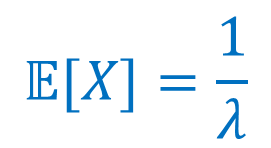 𝔼[X] = 1/λ